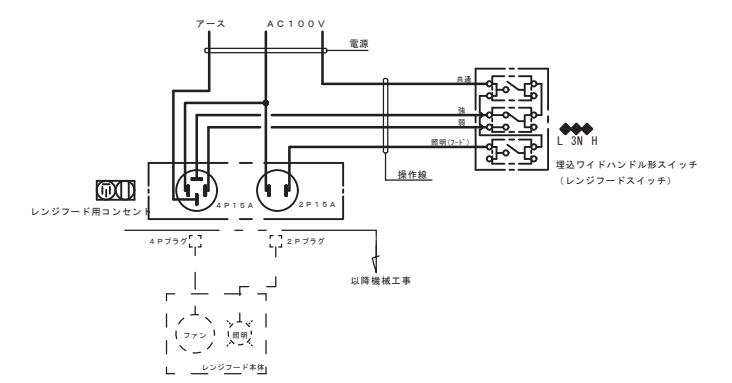 アース
AC100V
電源
共通
強
弱
照明(フード)
L 3N H
埋込ワイドハンドル形スイッチ
(レンジフードスイッチ)
操作線
4P15A
2P15A
レンジフード用コンセント
4Pプラグ
2Pプラグ
以降機械工事
ファン
照明
レンジフード本体